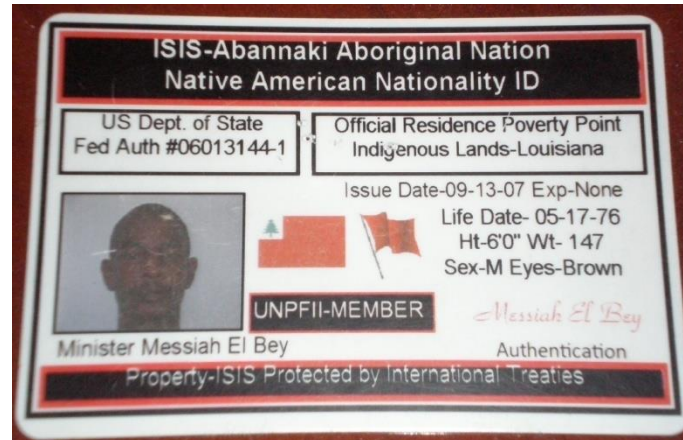 ISIS-Abannaki Aboriginal Nation
Native American Nationality ID
US Dept. of State
Fed Auth #06013144-1
Official Residence Poverty Point
Indigenous Lands-Louisiana
Issue Date-09-13-07 Exp-None
Life Date- 05-17-76
Ht-6'0" Wt- 147
Sex-M Eyes-Brown
UNPFII-MEMBER
Messiah El Bey
Minister Messiah El Bey
Authentication
Property-ISIS Protected by International Treaties